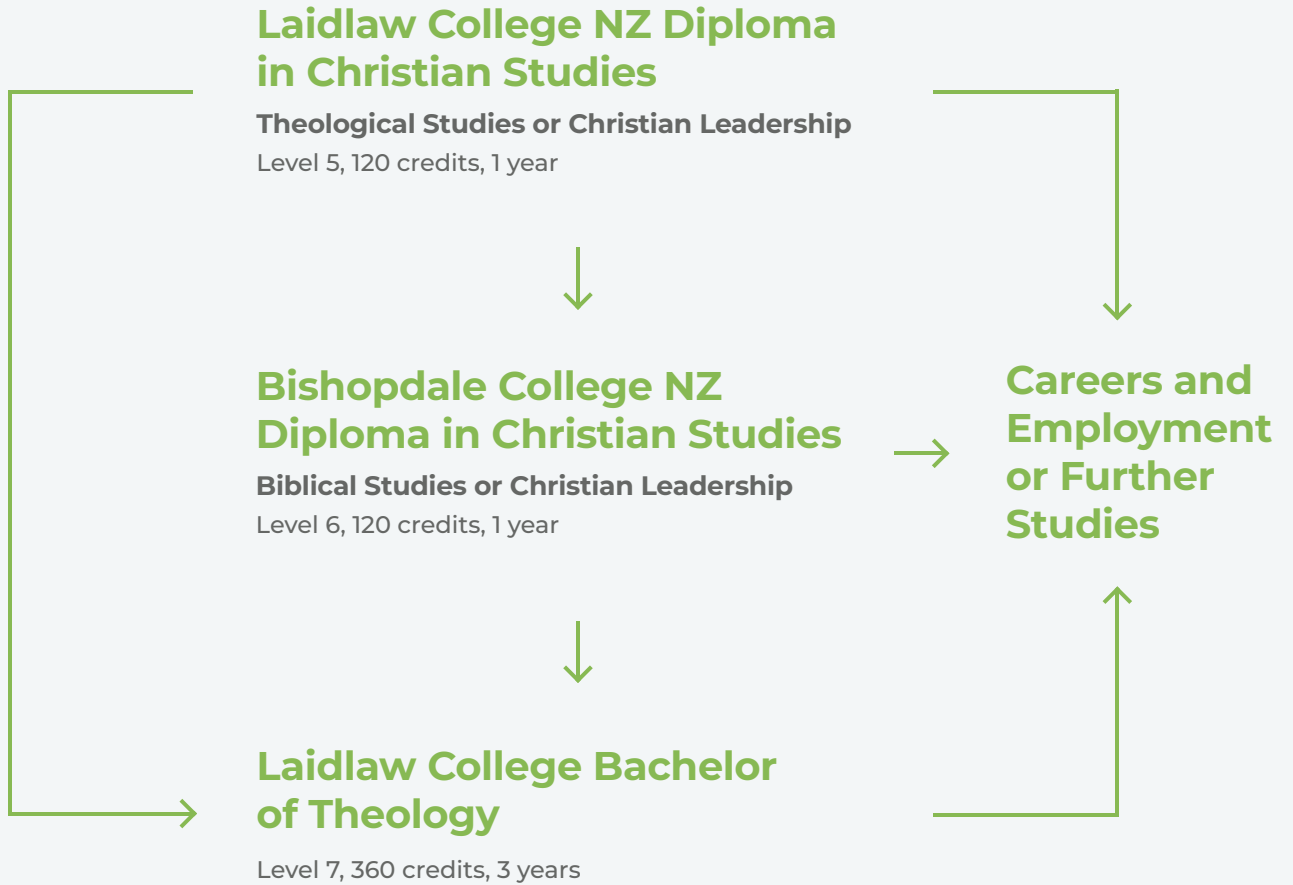 Laidlaw College NZ Diploma
in Christian Studies
Theological Studies or Christian Leadership
Level 5, 120 credits, 1 year
Bishopdale College NZ
Diploma in Christian Studies
Biblical Studies or Christian Leadership
Level 6, 120 credits, 1 year
Careers and
Employment
or Further
Studies
Laidlaw College Bachelor
of Theology
Level 7, 360 credits, 3 years